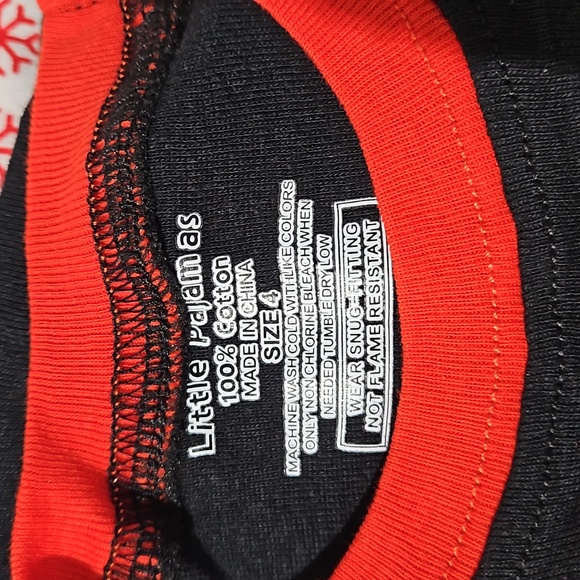 Little Pajamas
100% Cotton
MADE IN CHINA
SIZE 4
MACHINE WASH COLD WITH LIKE COLORS
ONLY NON CHLORINE BLEACH WHEN
NEEDED TUMBLE DRY LOW
WEAR SNUG-FITTING
NOT FLAME RESISTANT